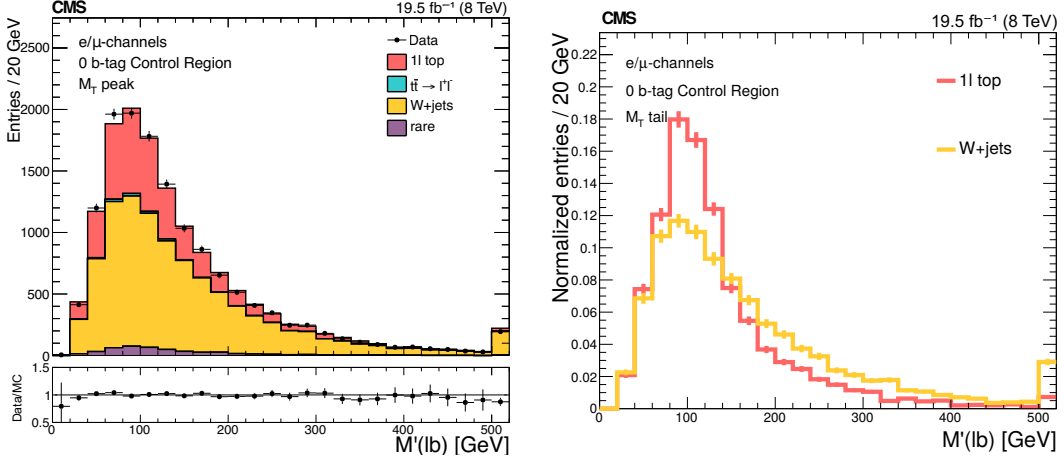 CMS 19.5 fb⁻¹ (8 TeV)
Entries / 20 GeV
e/μ-channels
0 b-tag Control Region
M_T peak
Data
1l top
tt̄ → l⁺l⁻
W+jets
rare
2500
2000
1500
1000
500
0
Data/MC
1.5
1
0.5
0 100 200 300 400 500
M'(lb) [GeV]
CMS 19.5 fb⁻¹ (8 TeV)
Normalized entries / 20 GeV
e/μ-channels
0 b-tag Control Region
M_T tail
1l top
W+jets
0.22
0.2
0.18
0.16
0.14
0.12
0.1
0.08
0.06
0.04
0.02
0
0 100 200 300 400 500
M'(lb) [GeV]